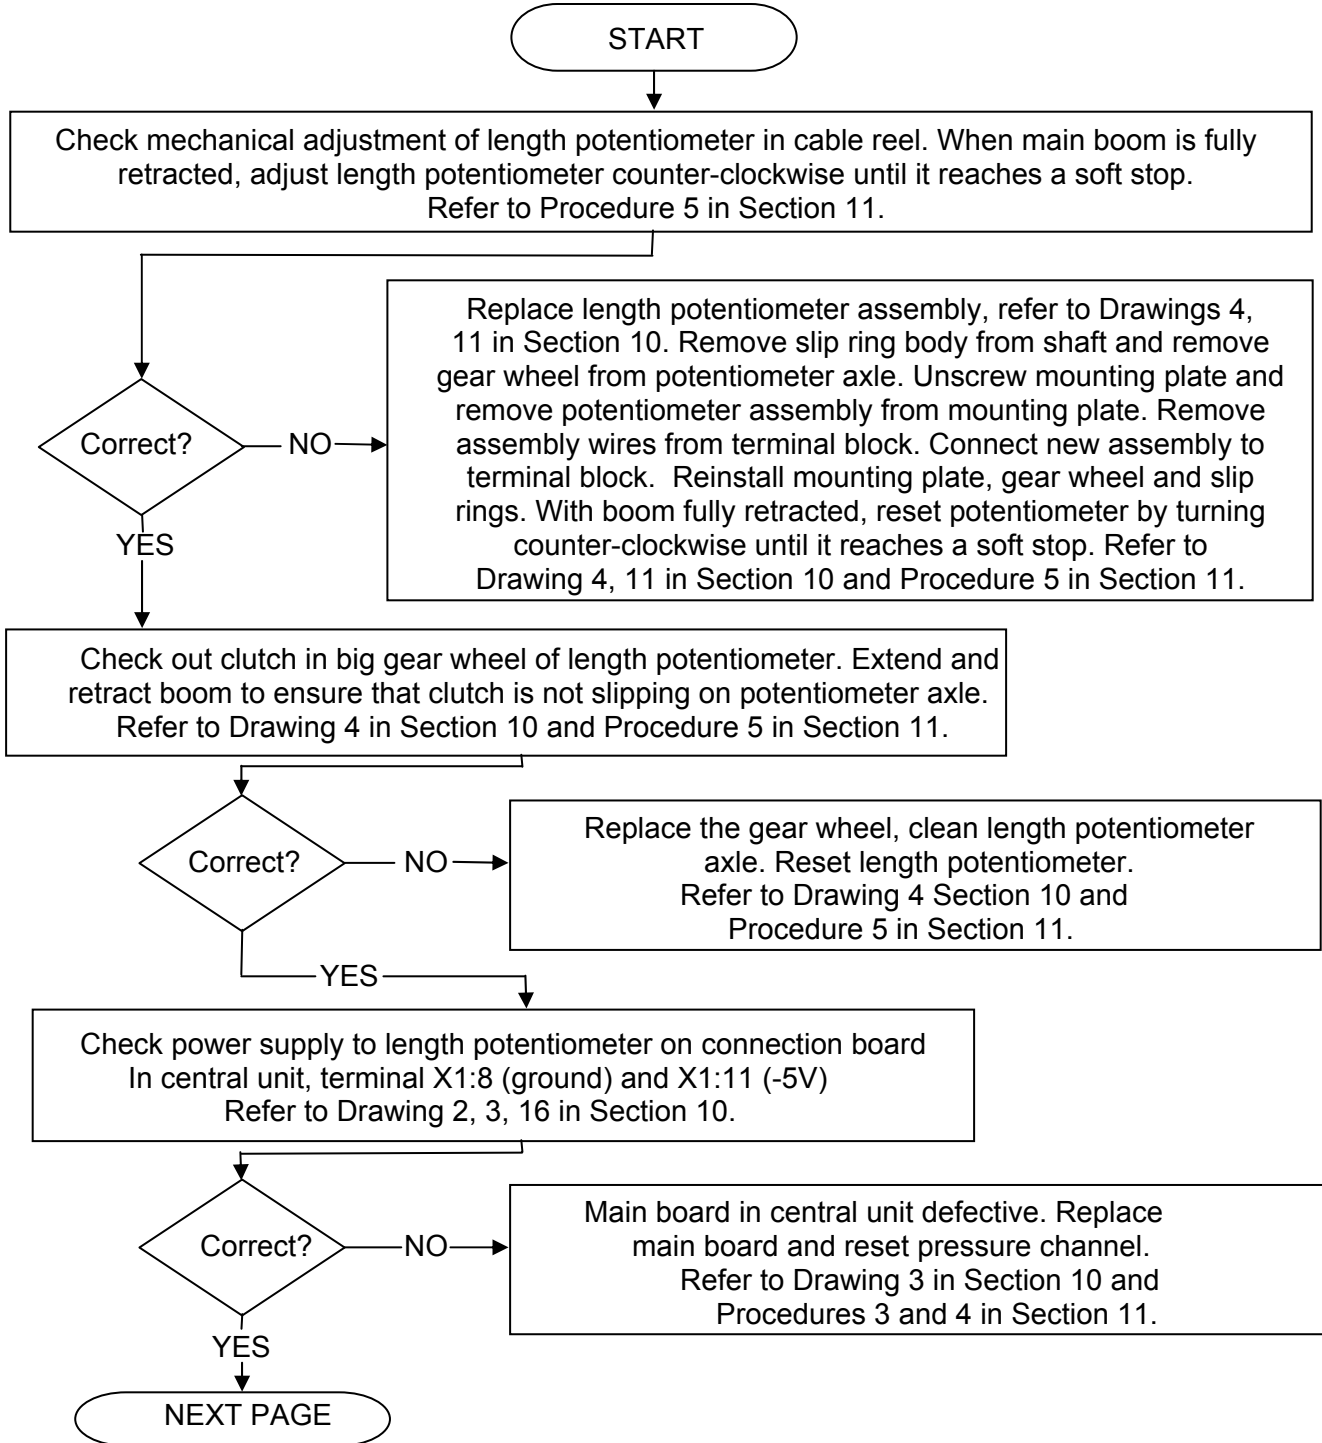 START
Check mechanical adjustment of length potentiometer in cable reel. When main boom is fully
retracted, adjust length potentiometer counter-clockwise until it reaches a soft stop.
Refer to Procedure 5 in Section 11.
Correct?
NO
Replace length potentiometer assembly, refer to Drawings 4,
11 in Section 10. Remove slip ring body from shaft and remove
gear wheel from potentiometer axle. Unscrew mounting plate and
remove potentiometer assembly from mounting plate. Remove
assembly wires from terminal block. Connect new assembly to
terminal block. Reinstall mounting plate, gear wheel and slip
rings. With boom fully retracted, reset potentiometer by turning
counter-clockwise until it reaches a soft stop. Refer to
Drawing 4, 11 in Section 10 and Procedure 5 in Section 11.
YES
Check out clutch in big gear wheel of length potentiometer. Extend and
retract boom to ensure that clutch is not slipping on potentiometer axle.
Refer to Drawing 4 in Section 10 and Procedure 5 in Section 11.
Correct?
NO
Replace the gear wheel, clean length potentiometer
axle. Reset length potentiometer.
Refer to Drawing 4 Section 10 and
Procedure 5 in Section 11.
YES
Check power supply to length potentiometer on connection board
In central unit, terminal X1:8 (ground) and X1:11 (-5V)
Refer to Drawing 2, 3, 16 in Section 10.
Correct?
NO
Main board in central unit defective. Replace
main board and reset pressure channel.
Refer to Drawing 3 in Section 10 and
Procedures 3 and 4 in Section 11.
YES
NEXT PAGE